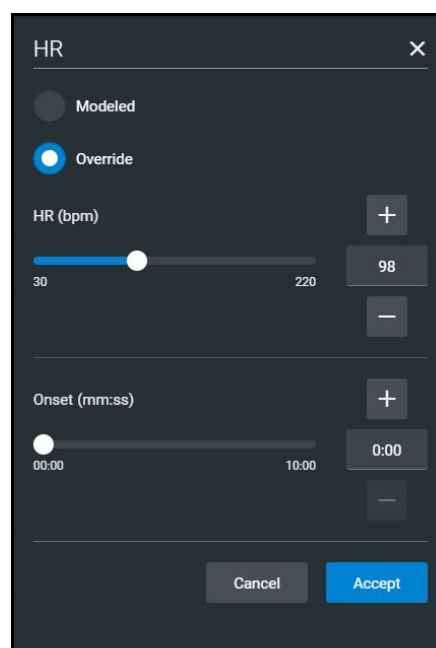 HR
Modeled
Override
HR (bpm)
98
30 220
Onset (mm:ss)
0:00
00:00 10:00
Cancel Accept